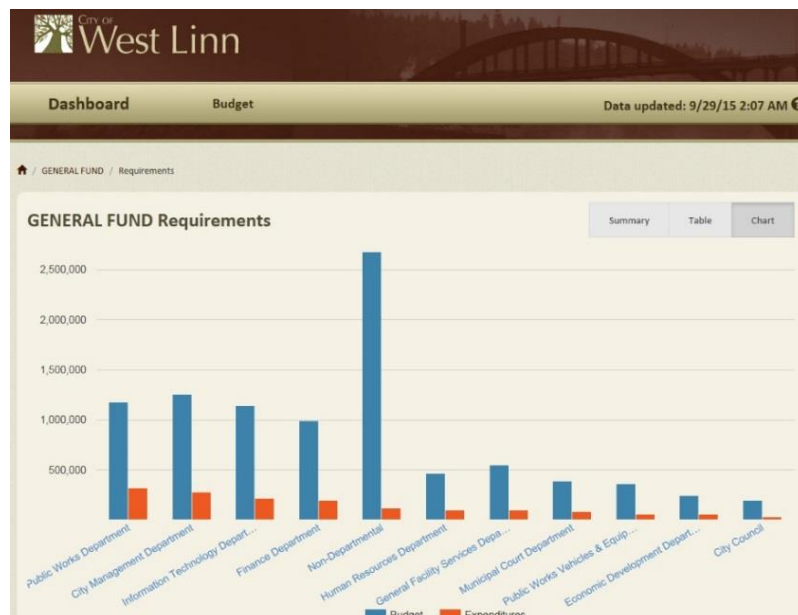 CITY OF
West Linn
Dashboard Budget Data updated: 9/29/15 2:07 AM
/ GENERAL FUND / Requirements
GENERAL FUND Requirements Summary Table Chart
2,500,000
2,000,000
1,500,000
1,000,000
500,000
Public Works Department
City Management Department
Information Technology Depart...
Finance Department
Non-Departmental
Human Resources Department
General Facility Services Depa...
Municipal Court Department
Public Works Vehicles & Equip...
Economic Development Depart...
City Council
Budget Expenditures